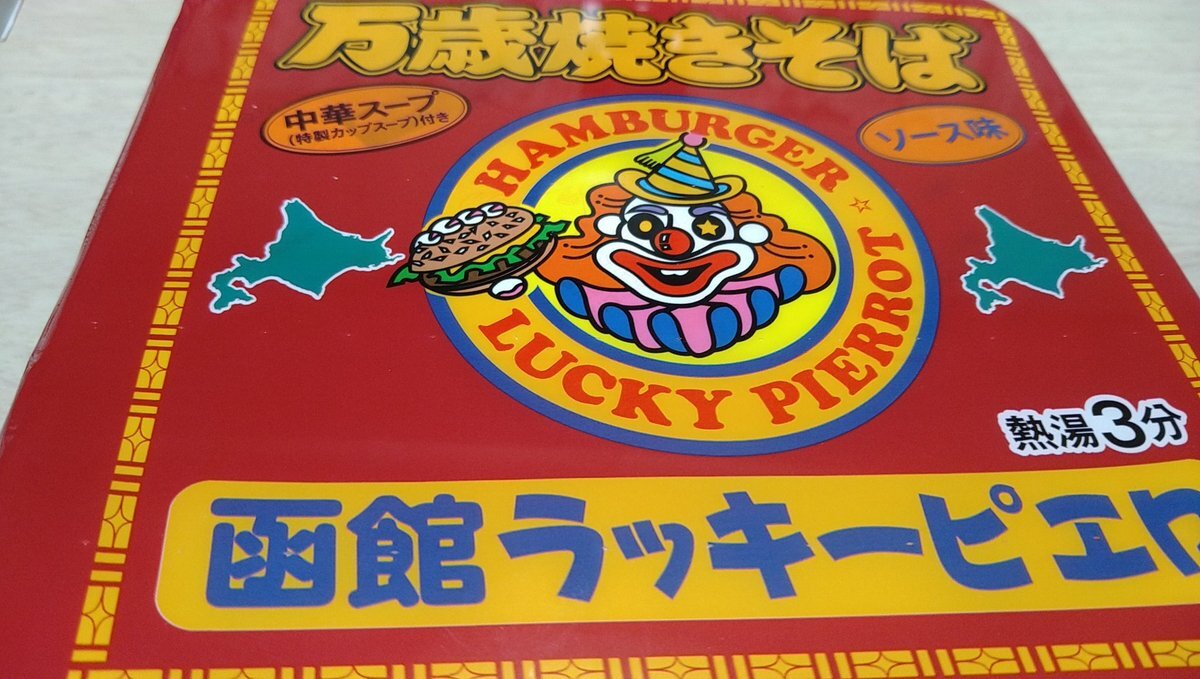 万歳焼きそば
中華スープ
(特製カップスープ)付き
ソース味
HAMBURGER
LUCKY PIERROT
熱湯3分
函館ラッキーピエ